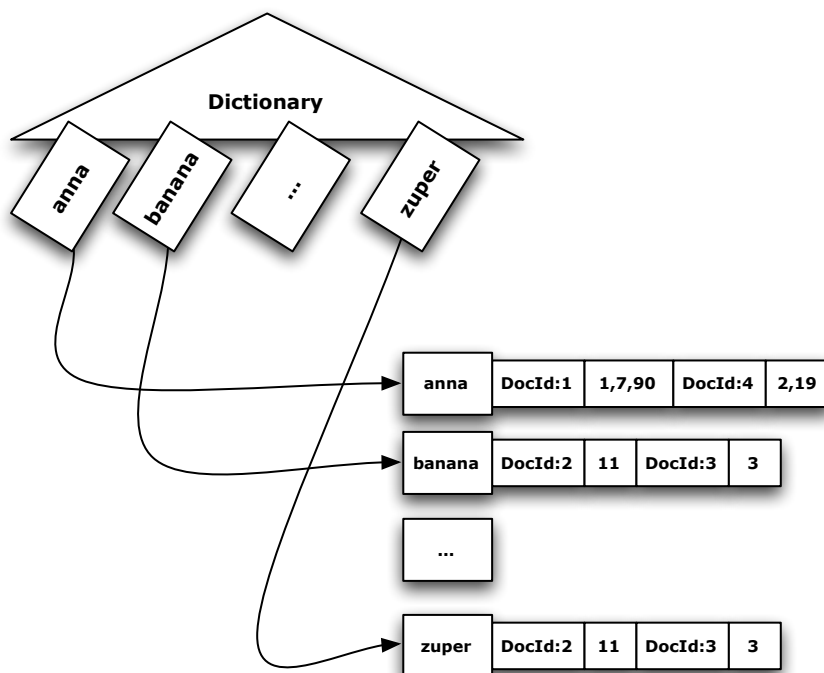 Dictionary
anna banana ... zuper
anna DocId:1 1,7,90 DocId:4 2,19
banana DocId:2 11 DocId:3 3
...
zuper DocId:2 11 DocId:3 3